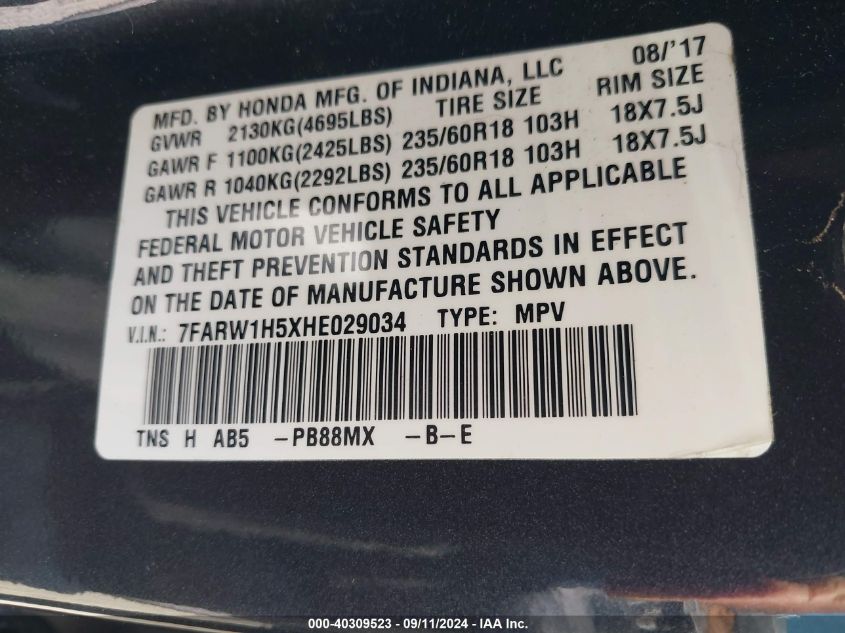 08/'17
MFD. BY HONDA MFG. OF INDIANA, LLC
GVWR 2130KG(4695LBS) TIRE SIZE RIM SIZE
GAWR F 1100KG(2425LBS) 235/60R18 103H 18X7.5J
GAWR R 1040KG(2292LBS) 235/60R18 103H 18X7.5J
THIS VEHICLE CONFORMS TO ALL APPLICABLE
FEDERAL MOTOR VEHICLE SAFETY
AND THEFT PREVENTION STANDARDS IN EFFECT
ON THE DATE OF MANUFACTURE SHOWN ABOVE.
V.I.N.: 7FARW1H5XHE029034 TYPE: MPV
TNS H AB5 -PB88MX -B-E
000-40309523 - 09/11/2024 - IAA Inc.